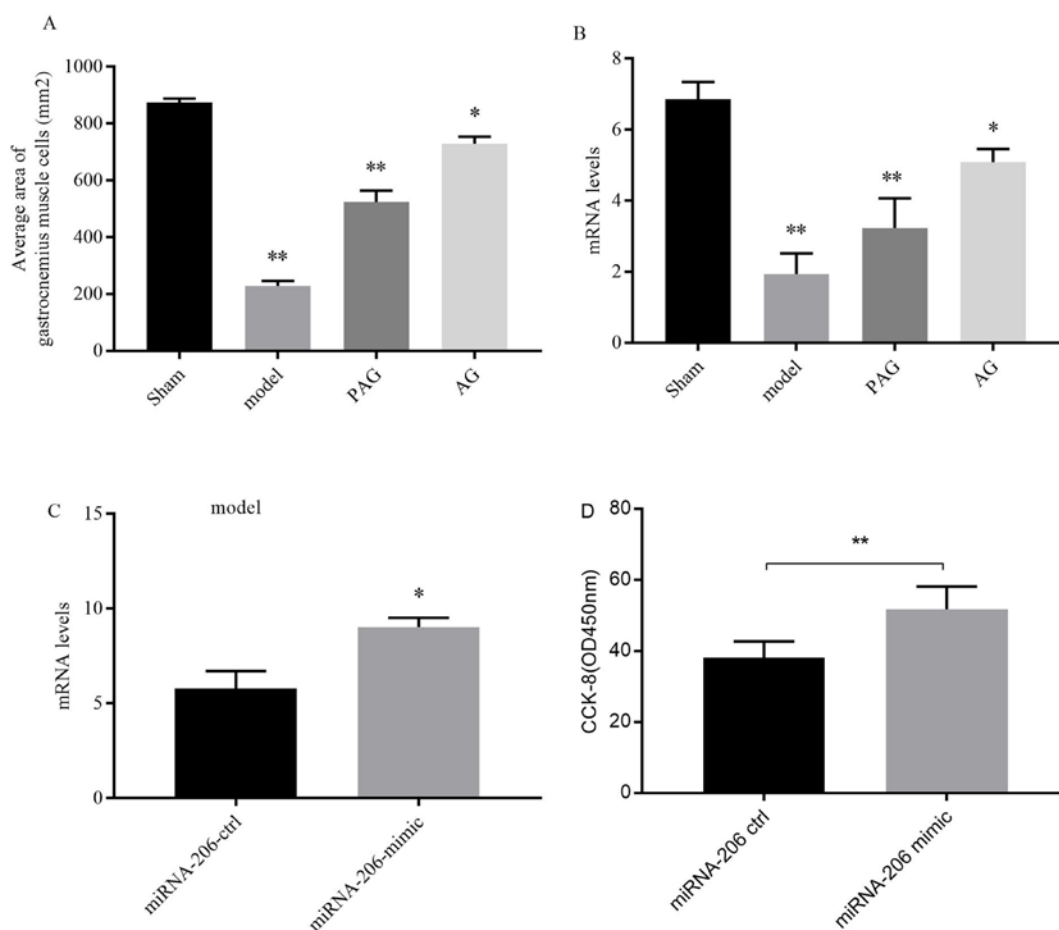 A
Average area of
gastrocnemius muscle cells (mm2)
1000
800
600
400
200
0
**
**
*
Sham
model
PAG
AG
B
mRNA levels
8
6
4
2
0
**
**
*
Sham
model
PAG
AG
C
model
mRNA levels
15
10
5
0
*
miRNA-206-ctrl
miRNA-206-mimic
D
CCK-8(OD450nm)
80
60
40
20
0
**
miRNA-206 ctrl
miRNA-206 mimic